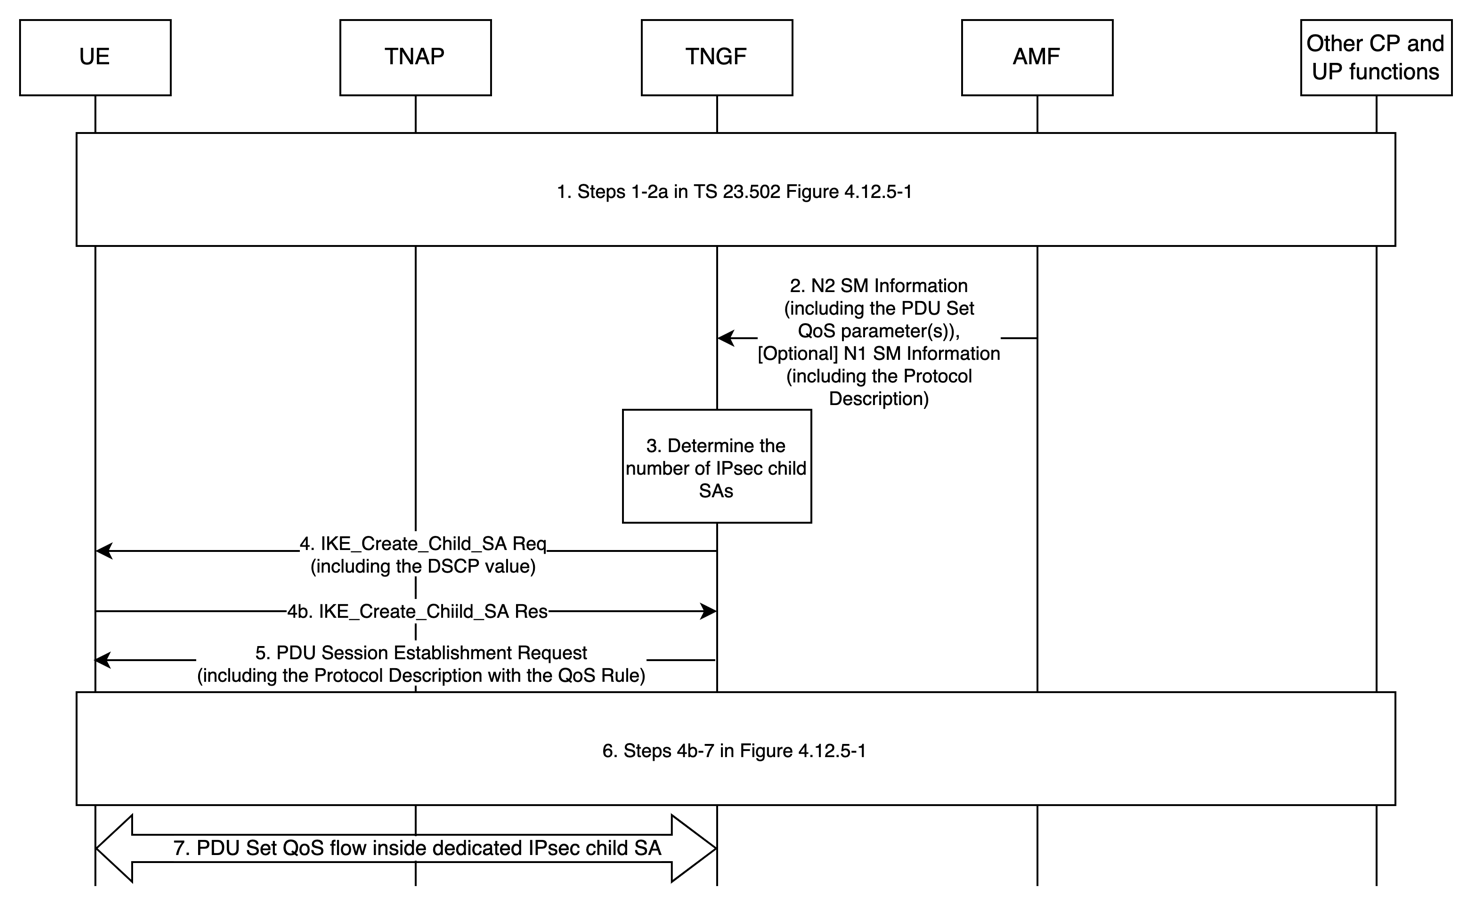 UE
TNAP
TNGF
AMF
Other CP and
UP functions
1. Steps 1-2a in TS 23.502 Figure 4.12.5-1
2. N2 SM Information
(including the PDU Set
QoS parameter(s)),
[Optional] N1 SM Information
(including the Protocol
Description)
3. Determine the
number of IPsec child
SAs
4. IKE_Create_Child_SA Req
(including the DSCP value)
4b. IKE_Create_Chiild_SA Res
5. PDU Session Establishment Request
(including the Protocol Description with the QoS Rule)
6. Steps 4b-7 in Figure 4.12.5-1
7. PDU Set QoS flow inside dedicated IPsec child SA